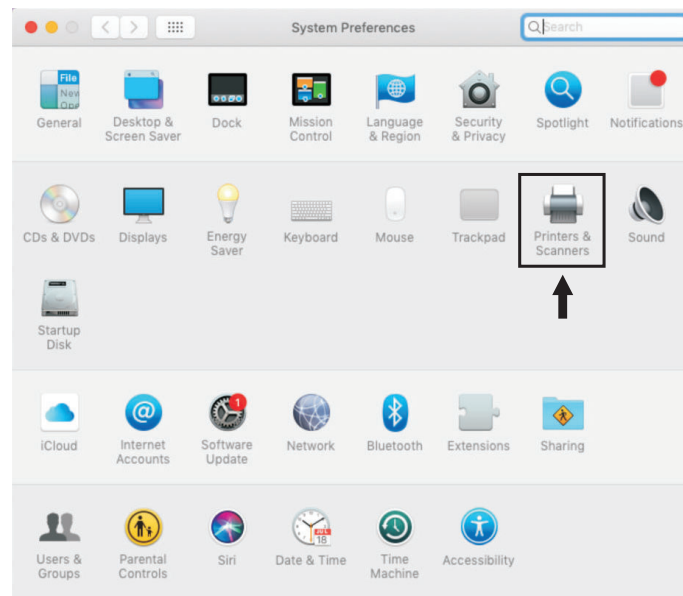 System Preferences
Search
File
New
Ope
General
Desktop &
Screen Saver
Dock
Mission
Control
Language
& Region
Security
& Privacy
Spotlight
Notifications
CDs & DVDs
Displays
Energy
Saver
Keyboard
Mouse
Trackpad
Printers &
Scanners
Sound
Startup
Disk
iCloud
@
Internet
Accounts
1
Software
Update
Network
Bluetooth
Extensions
Sharing
Users &
Groups
Parental
Controls
Siri
18
Date & Time
Time
Machine
Accessibility